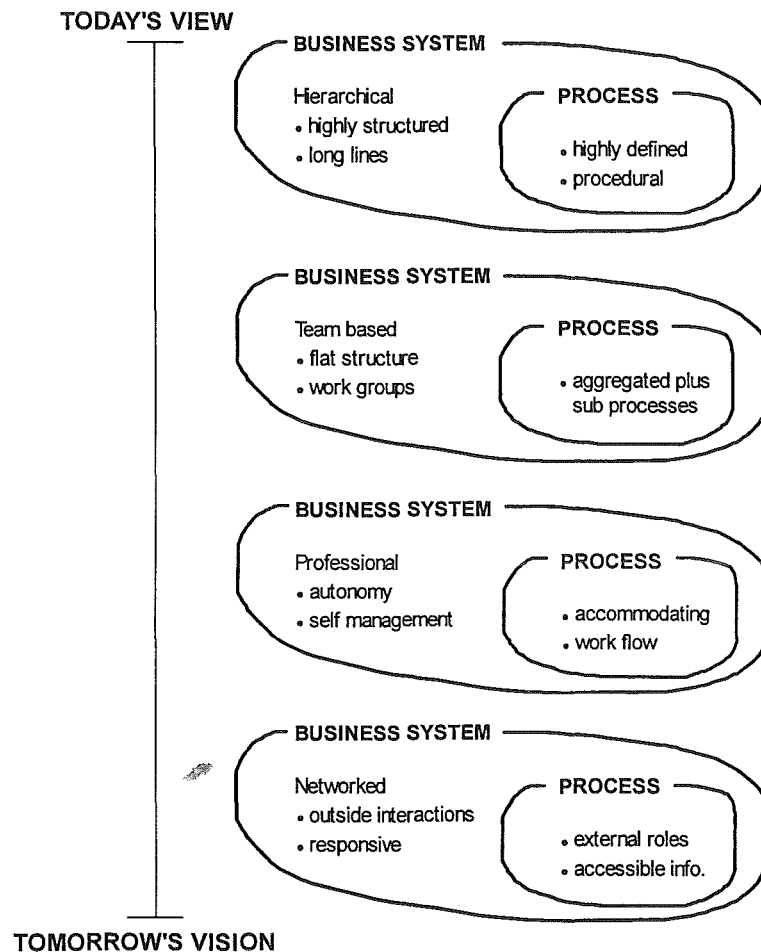 TODAY'S VIEW
BUSINESS SYSTEM
Hierarchical
• highly structured
• long lines
PROCESS
• highly defined
• procedural
BUSINESS SYSTEM
Team based
• flat structure
• work groups
PROCESS
• aggregated plus
sub processes
BUSINESS SYSTEM
Professional
• autonomy
• self management
PROCESS
• accommodating
• work flow
BUSINESS SYSTEM
Networked
• outside interactions
• responsive
PROCESS
• external roles
• accessible info.
TOMORROW'S VISION